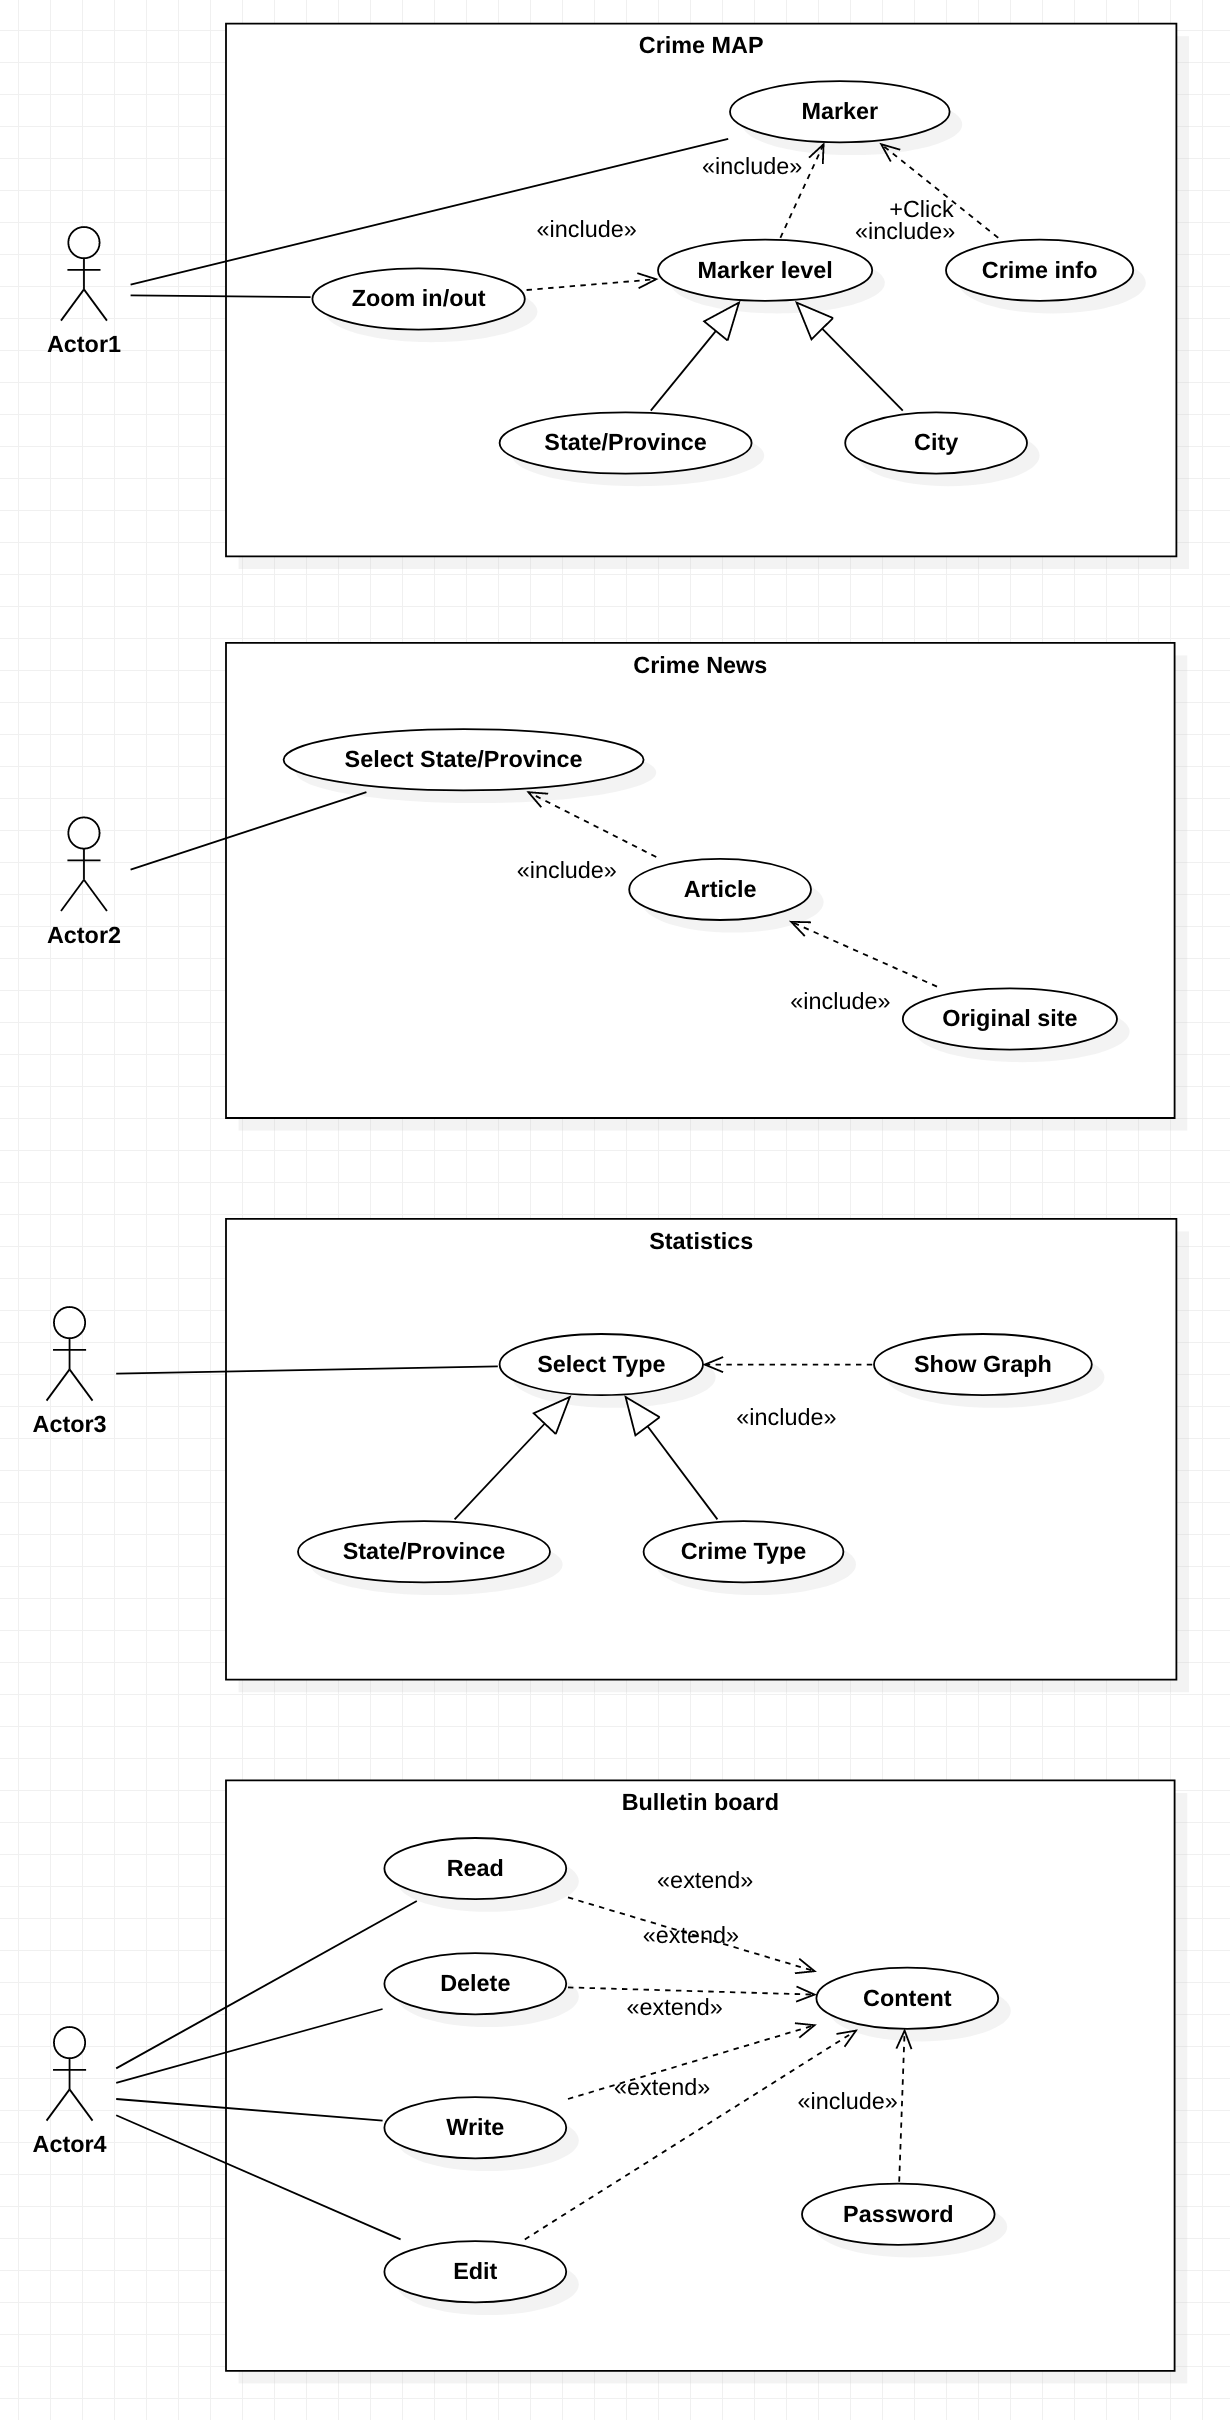 Crime MAP
Marker
«include»
+Click
«include»
«include»
Marker level
Crime info
Zoom in/out
Actor1
State/Province
City
Crime News
Select State/Province
«include»
Article
Actor2
«include»
Original site
Statistics
Select Type
Show Graph
«include»
Actor3
State/Province
Crime Type
Bulletin board
Read
«extend»
«extend»
Delete
Content
«extend»
«extend»
«include»
Write
Actor4
Password
Edit